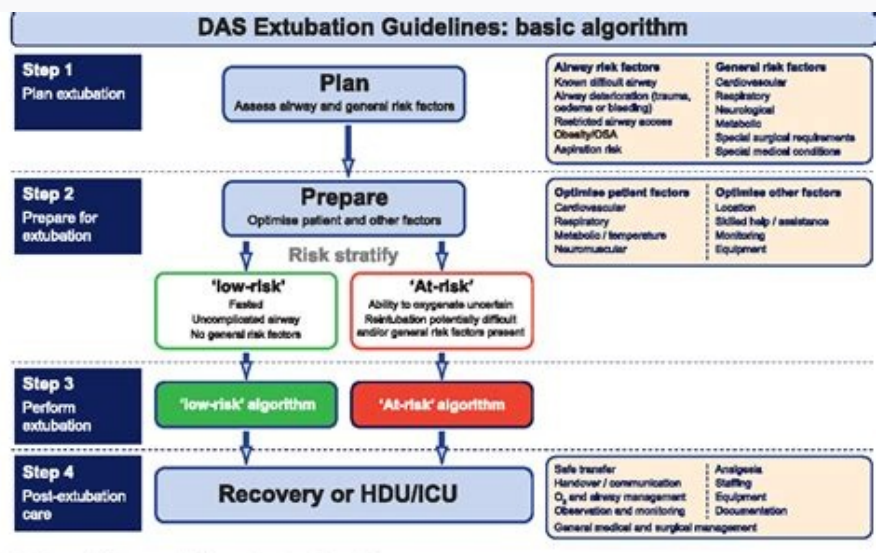 DAS Extubation Guidelines: basic algorithm
Step 1
Plan extubation
Plan
Assess airway and general risk factors
Airway risk factors
Known difficult airway
Airway deterioration (trauma,
oedema or bleeding)
Restricted airway access
Obesity/OSA
Aspiration risk
General risk factors
Cardiovascular
Respiratory
Neurological
Metabolic
Special surgical requirements
Special medical conditions
Step 2
Prepare for
extubation
Prepare
Optimise patient and other factors
Optimise patient factors
Cardiovascular
Respiratory
Metabolic / temperature
Neuromuscular
Optimise other factors
Location
Skilled help / assistance
Monitoring
Equipment
Risk stratify
'low-risk'
Fasted
Uncomplicated airway
No general risk factors
'At-risk'
Ability to oxygenate uncertain
Reintubation potentially difficult
and/or general risk factors present
Step 3
Perform
extubation
'low-risk' algorithm
'At-risk' algorithm
Step 4
Post-extubation
care
Recovery or HDU/ICU
Safe transfer
Handover / communication
O₂ and airway management
Observation and monitoring
General medical and surgical management
Analgesia
Staffing
Equipment
Documentation